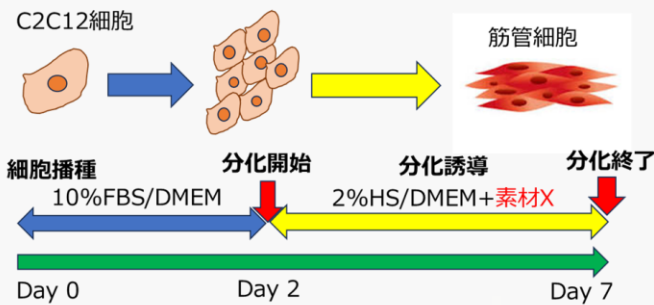 C2C12細胞
筋管細胞
細胞播種
分化開始
分化誘導
分化終了
10%FBS/DMEM
2%HS/DMEM+素材X
Day 0
Day 2
Day 7